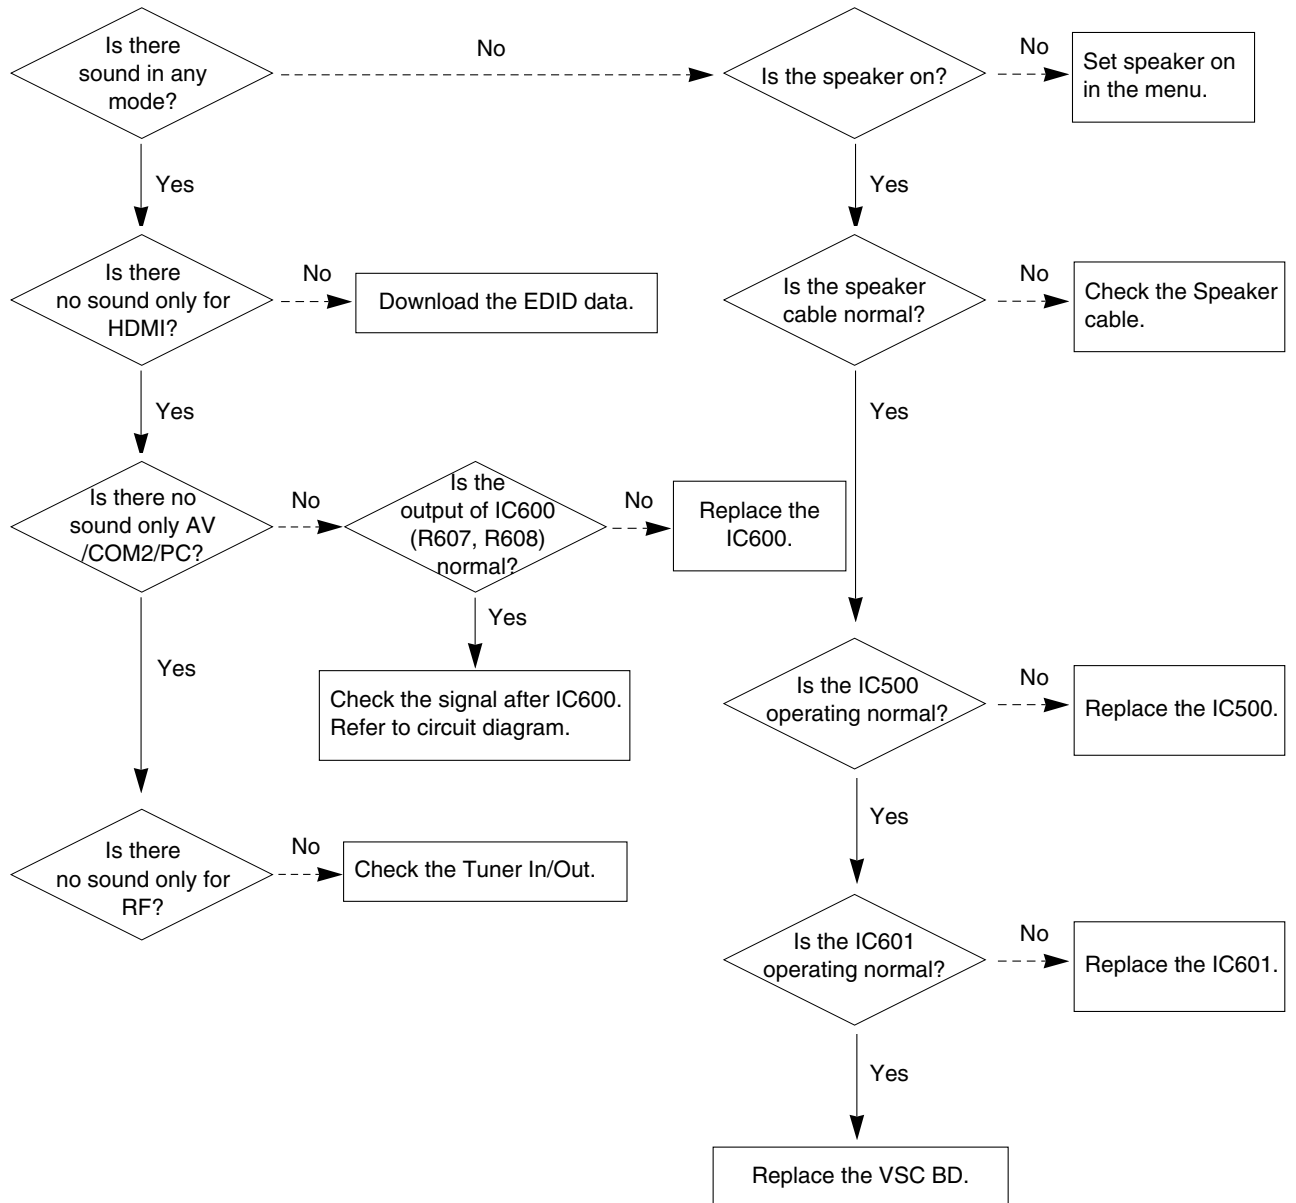 Is there
sound in any
mode?
No
Is the speaker on?
No
Set speaker on
in the menu.
Yes
Yes
Is there
no sound only for
HDMI?
No
Download the EDID data.
Is the speaker
cable normal?
No
Check the Speaker
cable.
Yes
Yes
Is there no
sound only AV
/COM2/PC?
No
Is the
output of IC600
(R607, R608)
normal?
No
Replace the
IC600.
Yes
Yes
Check the signal after IC600.
Refer to circuit diagram.
Is the IC500
operating normal?
No
Replace the IC500.
Yes
Is there
no sound only for
RF?
No
Check the Tuner In/Out.
Is the IC601
operating normal?
No
Replace the IC601.
Yes
Replace the VSC BD.